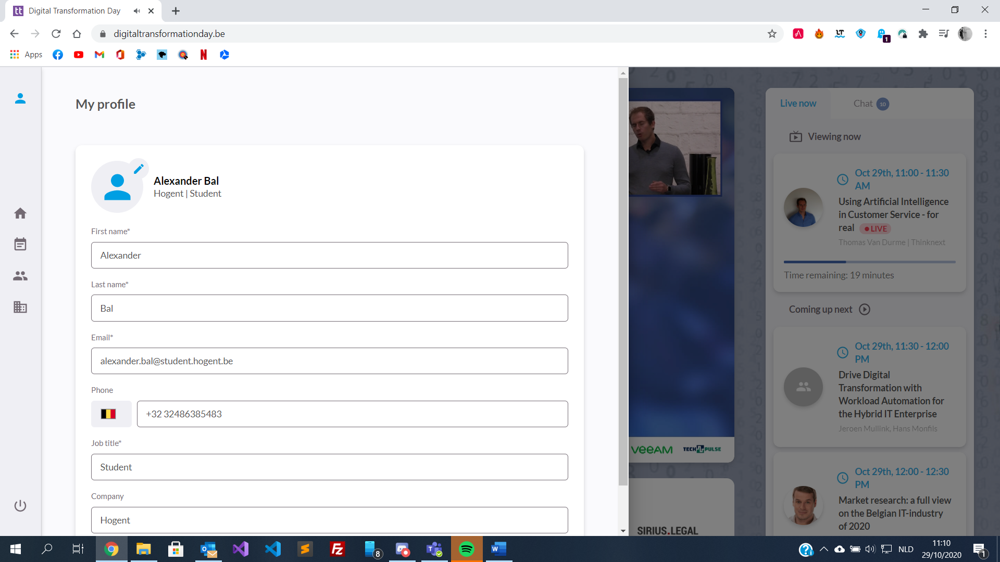 tt Digital Transformation Day
digitaltransformationday.be
LT
1
Apps
N
My profile
Alexander Bal
Hogent | Student
First name*
Alexander
Last name*
Bal
Email*
alexander.bal@student.hogent.be
Phone
+32 32486385483
Job title*
Student
Company
Hogent
VEEAM TECH PULSE
SIRIUS.LEGAL
Live now
Chat 10
Viewing now
Oct 29th, 11:00 - 11:30
AM
Using Artificial Intelligence
in Customer Service - for
real LIVE
Thomas Van Durme | Thinknext
Time remaining: 19 minutes
Coming up next
Oct 29th, 11:30 - 12:00
PM
Drive Digital
Transformation with
Workload Automation for
the Hybrid IT Enterprise
Jeroen Mullink, Hans Monfils
Oct 29th, 12:00 - 12:30
PM
Market research: a full view
on the Belgian IT-industry
of 2020
8
NLD
11:10
29/10/2020
1